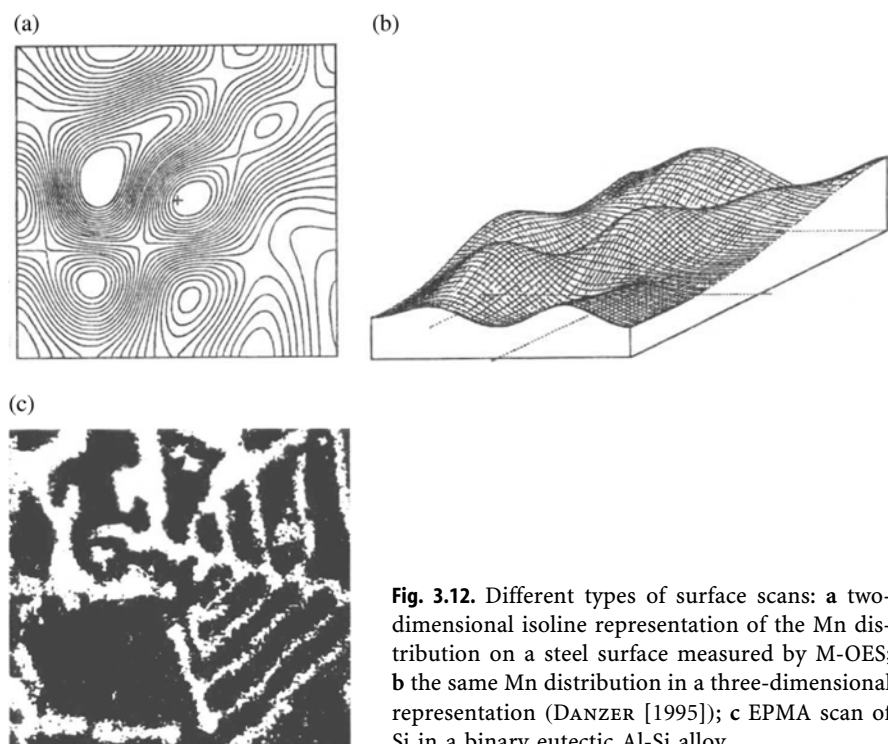 (a)
(b)
(c)
Fig. 3.12. Different types of surface scans: a two-
dimensional isoline representation of the Mn dis-
tribution on a steel surface measured by M-OES;
b the same Mn distribution in a three-dimensional
representation (DANZER [1995]); c EPMA scan of
Si in a binary eutectic Al-Si alloy